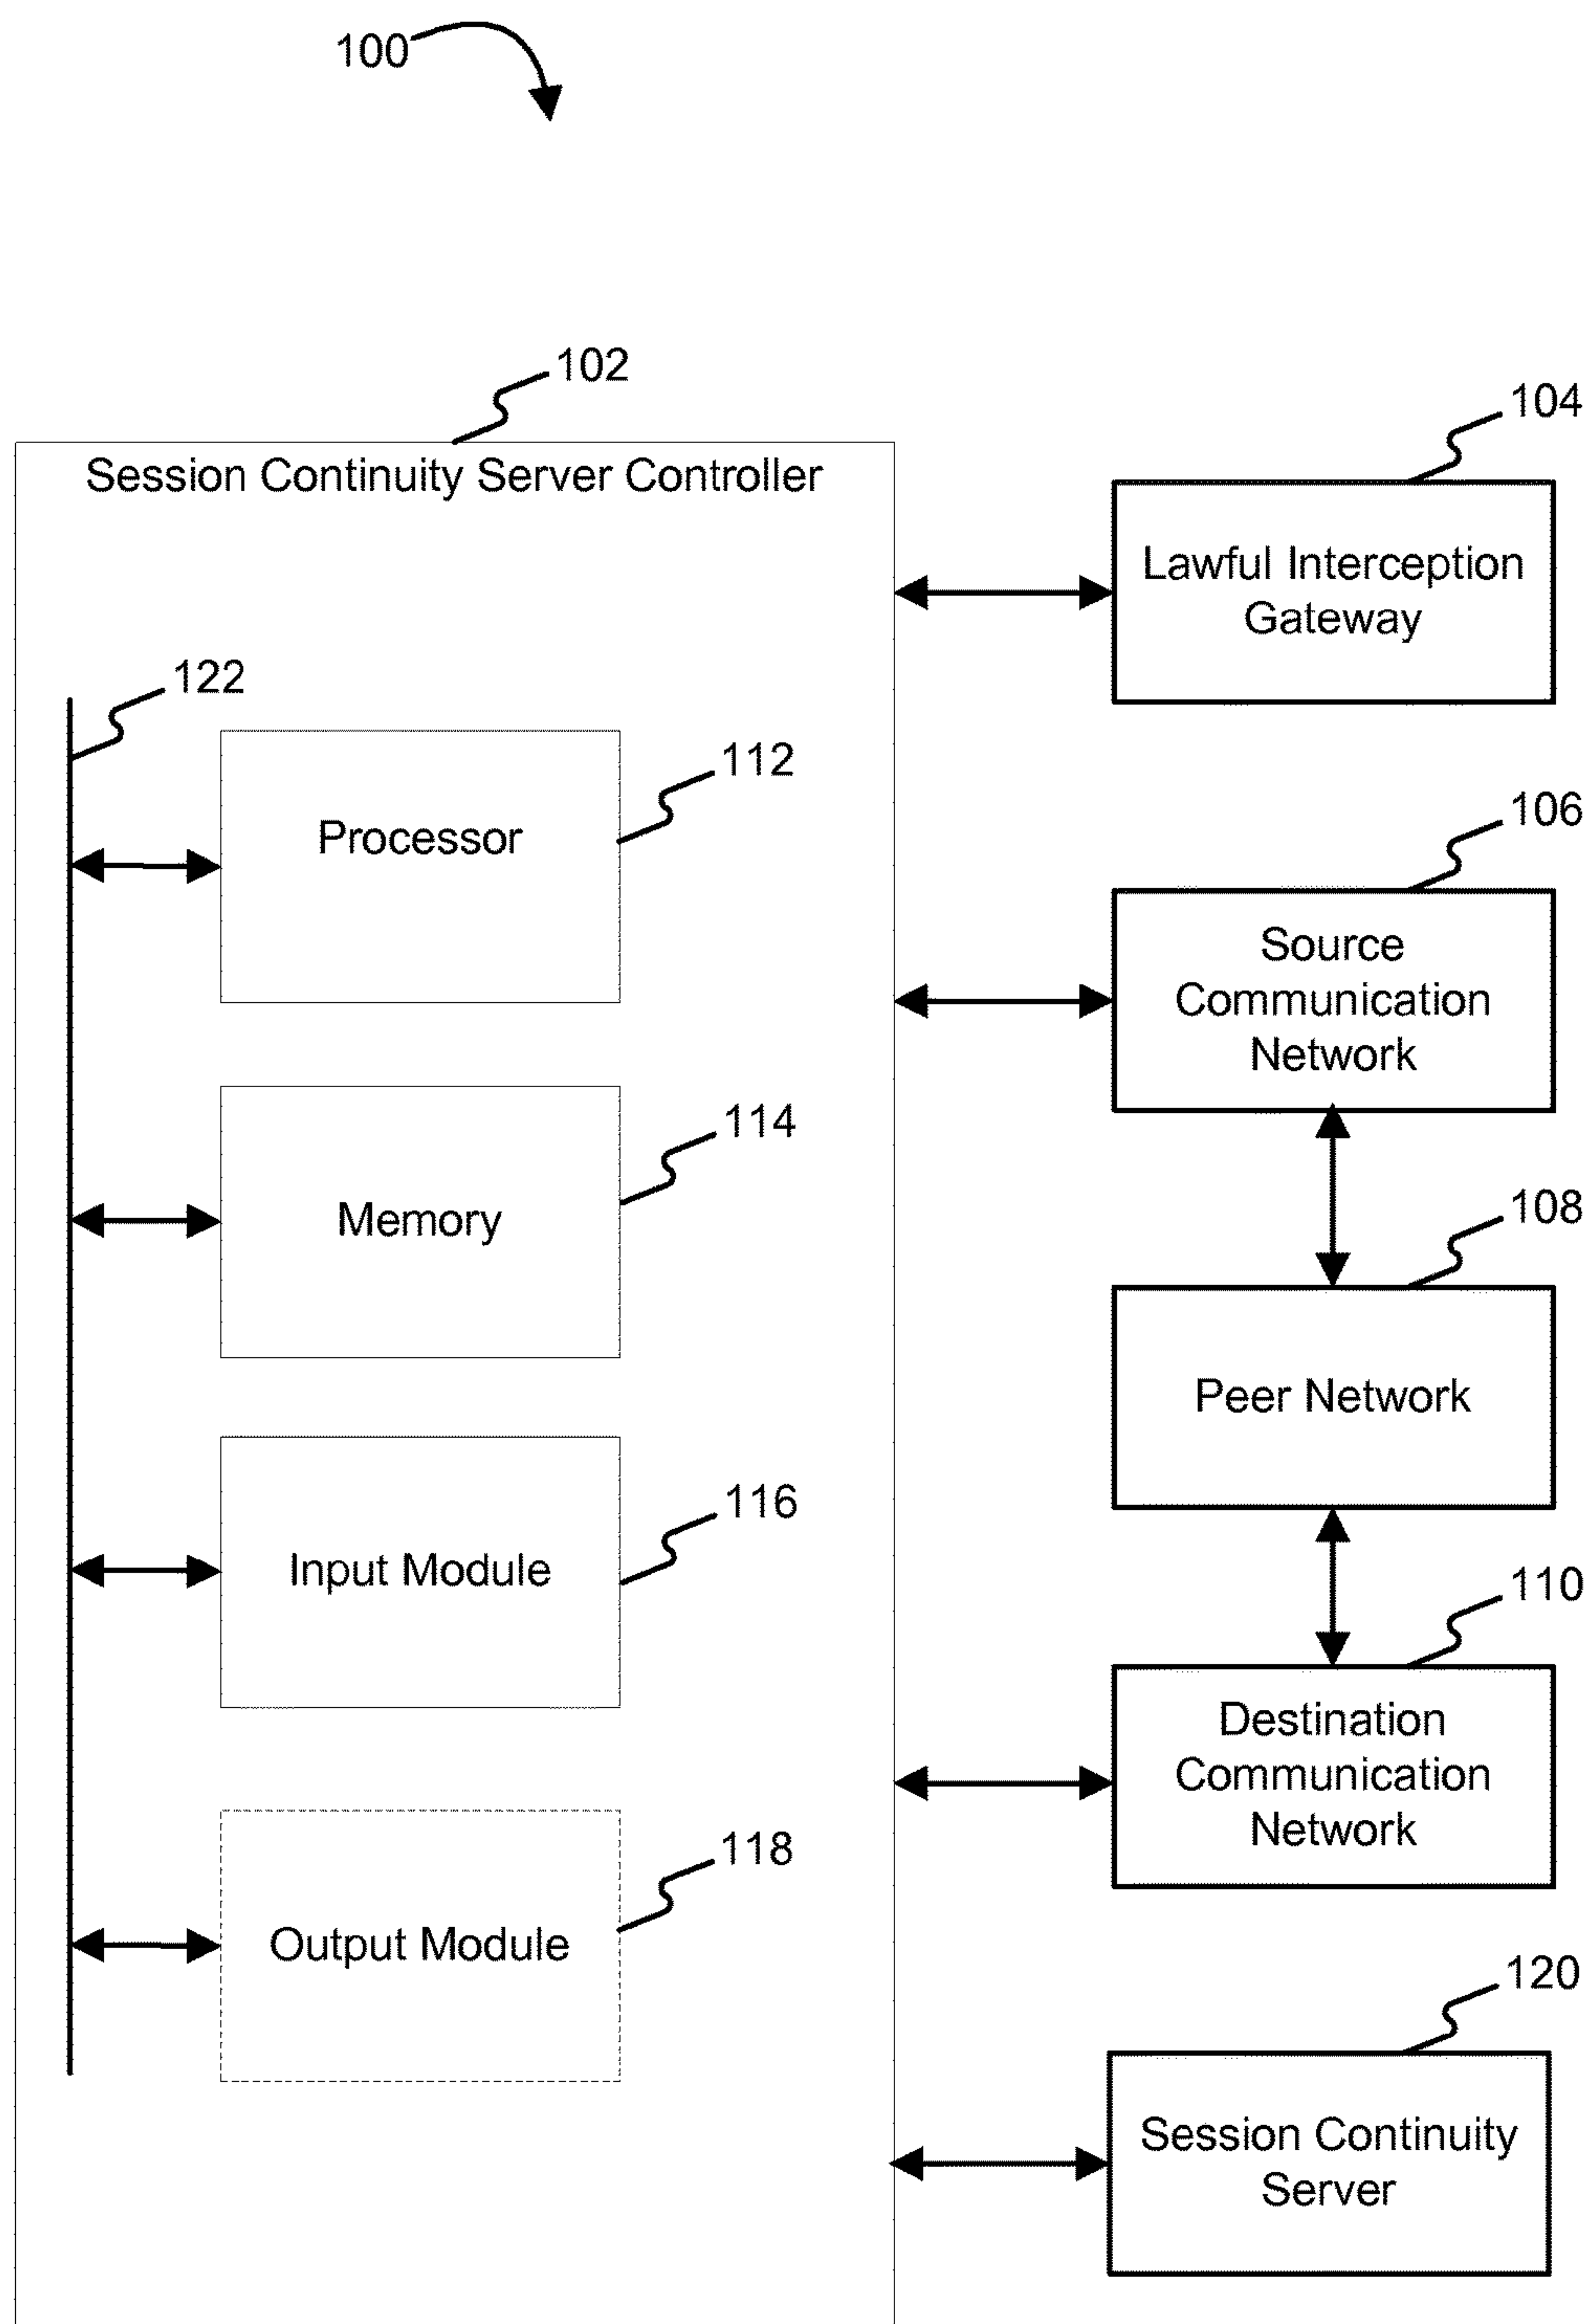 100
102
Session Continuity Server Controller
104
Lawful Interception
Gateway
122
112
Processor
106
Source
Communication
Network
114
Memory
108
Peer Network
116
Input Module
110
Destination
Communication
Network
118
Output Module
120
Session Continuity
Server